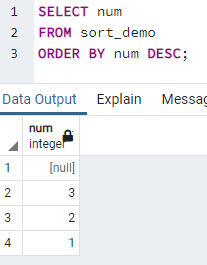 1 SELECT num
2 FROM sort_demo
3 ORDER BY num DESC;
Data Output Explain Messa
num
integer
1 [null]
2 3
3 2
4 1